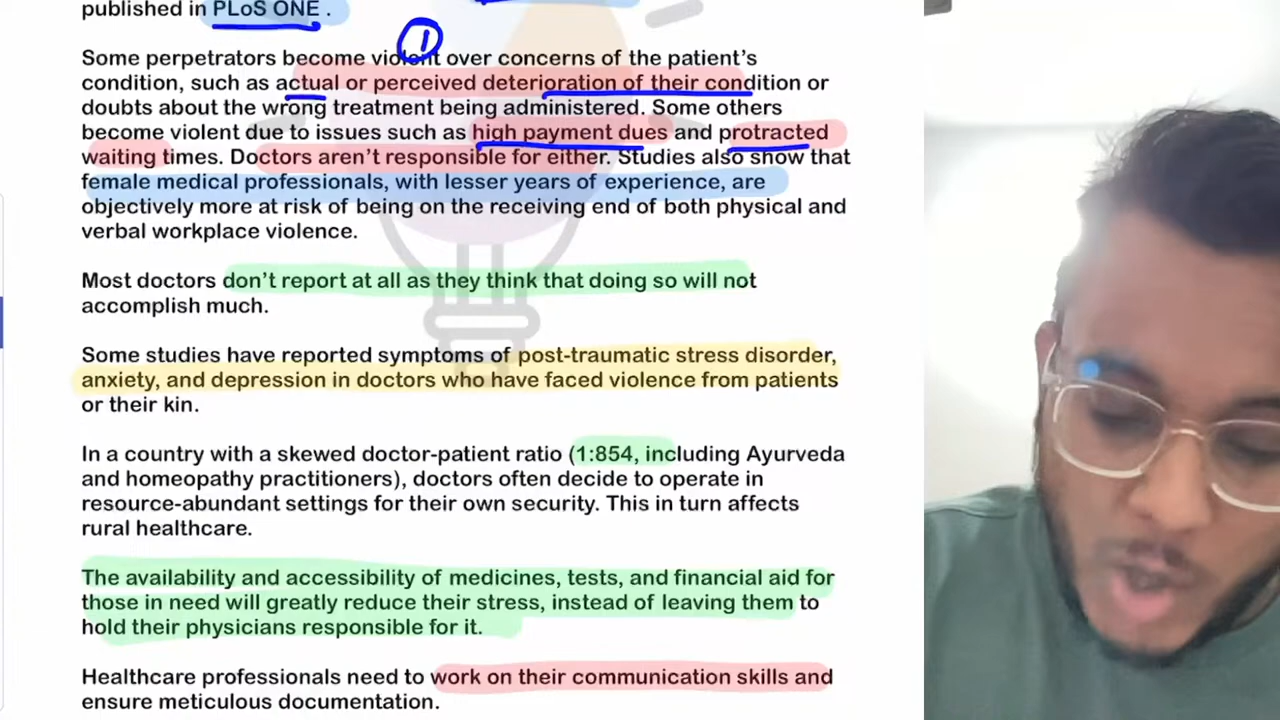 published in PLoS ONE .
1
Some perpetrators become violent over concerns of the patient's
condition, such as actual or perceived deterioration of their condition or
doubts about the wrong treatment being administered. Some others
become violent due to issues such as high payment dues and protracted
waiting times. Doctors aren't responsible for either. Studies also show that
female medical professionals, with lesser years of experience, are
objectively more at risk of being on the receiving end of both physical and
verbal workplace violence.
Most doctors don't report at all as they think that doing so will not
accomplish much.
Some studies have reported symptoms of post-traumatic stress disorder,
anxiety, and depression in doctors who have faced violence from patients
or their kin.
In a country with a skewed doctor-patient ratio (1:854, including Ayurveda
and homeopathy practitioners), doctors often decide to operate in
resource-abundant settings for their own security. This in turn affects
rural healthcare.
The availability and accessibility of medicines, tests, and financial aid for
those in need will greatly reduce their stress, instead of leaving them to
hold their physicians responsible for it.
Healthcare professionals need to work on their communication skills and
ensure meticulous documentation.